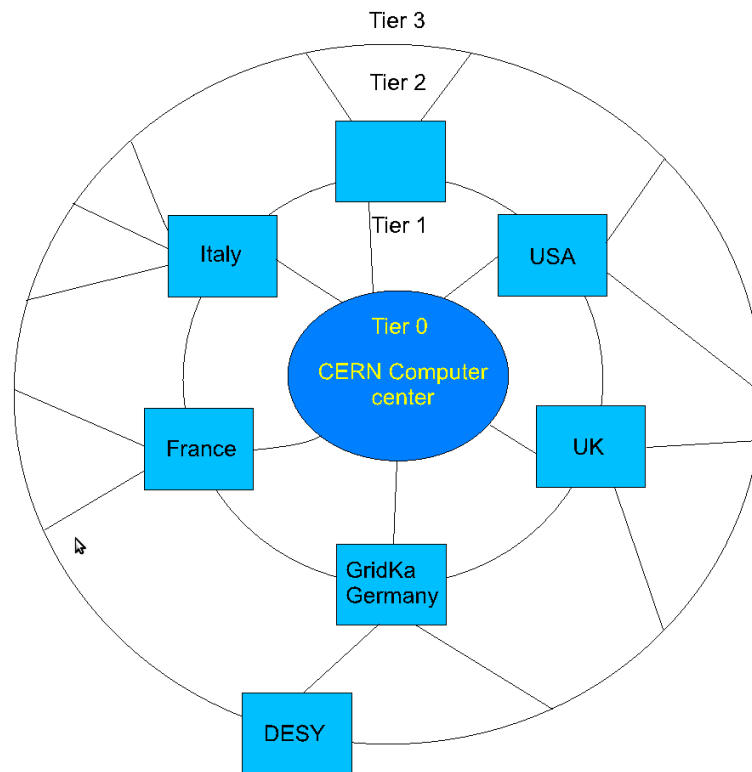 Tier 3
Tier 2
Tier 1
Italy
USA
Tier 0
CERN Computer
center
France
UK
GridKa
Germany
DESY